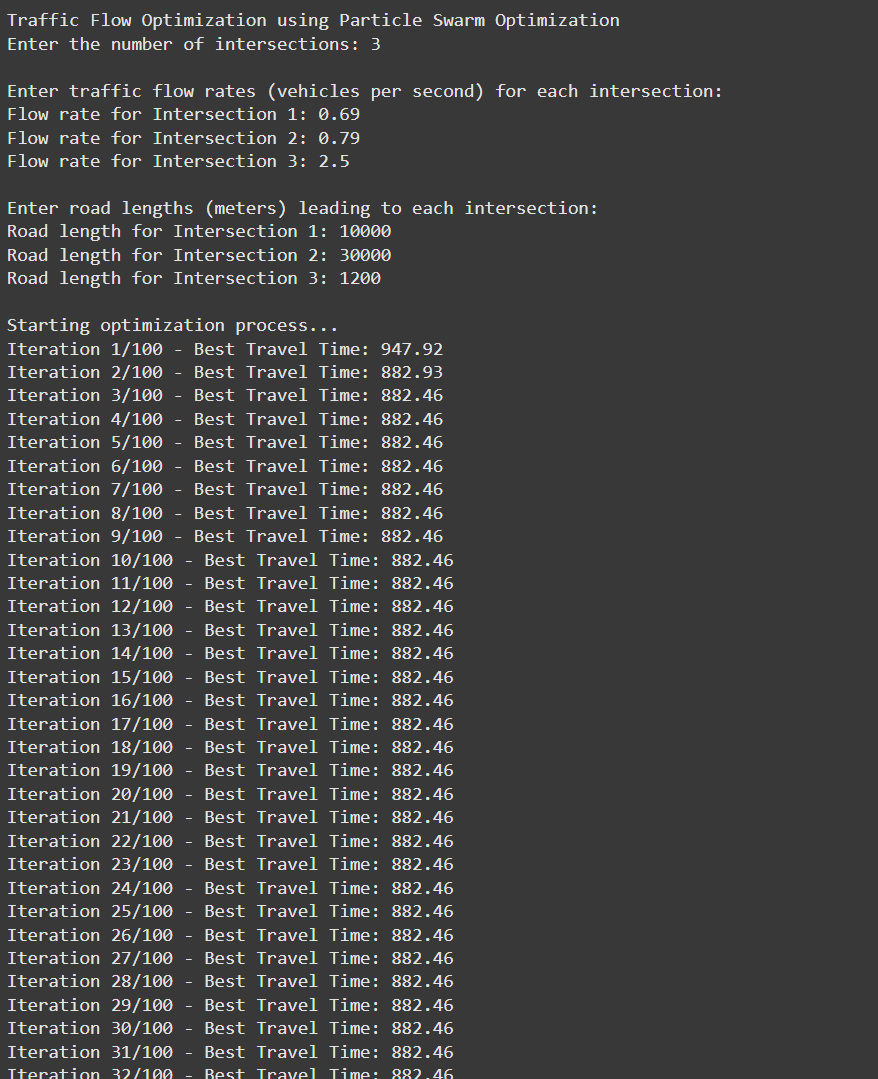 Traffic Flow Optimization using Particle Swarm Optimization
Enter the number of intersections: 3
Enter traffic flow rates (vehicles per second) for each intersection:
Flow rate for Intersection 1: 0.69
Flow rate for Intersection 2: 0.79
Flow rate for Intersection 3: 2.5
Enter road lengths (meters) leading to each intersection:
Road length for Intersection 1: 10000
Road length for Intersection 2: 30000
Road length for Intersection 3: 1200
Starting optimization process...
Iteration 1/100 - Best Travel Time: 947.92
Iteration 2/100 - Best Travel Time: 882.93
Iteration 3/100 - Best Travel Time: 882.46
Iteration 4/100 - Best Travel Time: 882.46
Iteration 5/100 - Best Travel Time: 882.46
Iteration 6/100 - Best Travel Time: 882.46
Iteration 7/100 - Best Travel Time: 882.46
Iteration 8/100 - Best Travel Time: 882.46
Iteration 9/100 - Best Travel Time: 882.46
Iteration 10/100 - Best Travel Time: 882.46
Iteration 11/100 - Best Travel Time: 882.46
Iteration 12/100 - Best Travel Time: 882.46
Iteration 13/100 - Best Travel Time: 882.46
Iteration 14/100 - Best Travel Time: 882.46
Iteration 15/100 - Best Travel Time: 882.46
Iteration 16/100 - Best Travel Time: 882.46
Iteration 17/100 - Best Travel Time: 882.46
Iteration 18/100 - Best Travel Time: 882.46
Iteration 19/100 - Best Travel Time: 882.46
Iteration 20/100 - Best Travel Time: 882.46
Iteration 21/100 - Best Travel Time: 882.46
Iteration 22/100 - Best Travel Time: 882.46
Iteration 23/100 - Best Travel Time: 882.46
Iteration 24/100 - Best Travel Time: 882.46
Iteration 25/100 - Best Travel Time: 882.46
Iteration 26/100 - Best Travel Time: 882.46
Iteration 27/100 - Best Travel Time: 882.46
Iteration 28/100 - Best Travel Time: 882.46
Iteration 29/100 - Best Travel Time: 882.46
Iteration 30/100 - Best Travel Time: 882.46
Iteration 31/100 - Best Travel Time: 882.46
Iteration 32/100 - Best Travel Time: 882.46